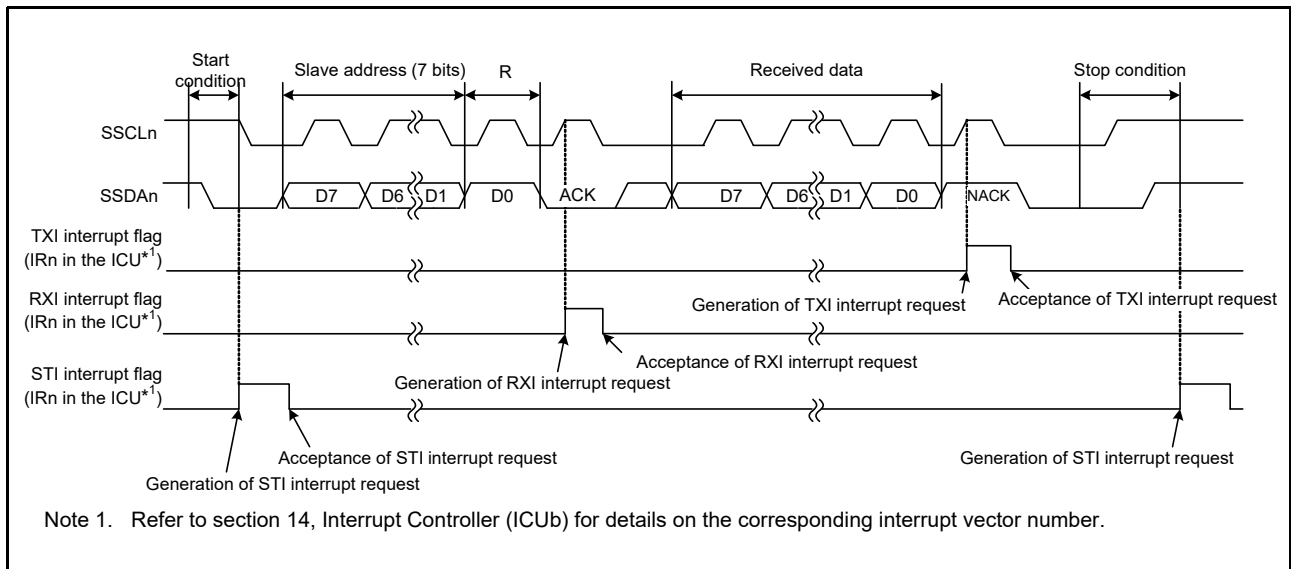 Start
condition
Slave address (7 bits)
R
Received data
Stop condition
SSCLn
SSDAn
D7
D6
D1
D0
ACK
D7
D6
D1
D0
NACK
TXI interrupt flag
(IRn in the ICU*1)
Generation of TXI interrupt request
Acceptance of TXI interrupt request
RXI interrupt flag
(IRn in the ICU*1)
Acceptance of RXI interrupt request
Generation of RXI interrupt request
STI interrupt flag
(IRn in the ICU*1)
Acceptance of STI interrupt request
Generation of STI interrupt request
Generation of STI interrupt request
Note 1. Refer to section 14, Interrupt Controller (ICUb) for details on the corresponding interrupt vector number.